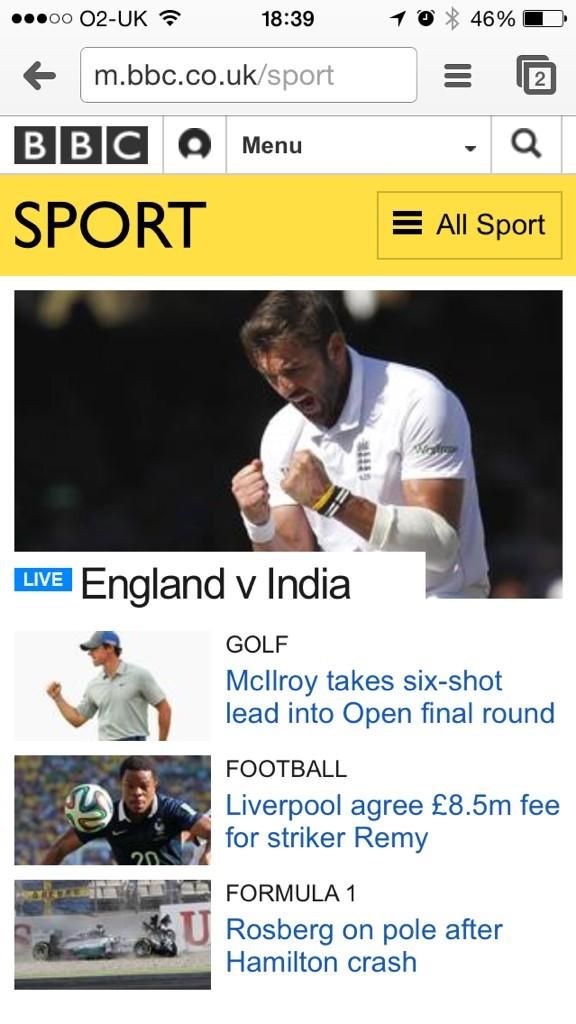 O2-UK 18:39 46%
m.bbc.co.uk/sport 2
BBC Menu
SPORT All Sport
Waitrose
LIVE England v India
GOLF
McIlroy takes six-shot
lead into Open final round
FOOTBALL
Liverpool agree £8.5m fee
for striker Remy
20
FORMULA 1
Rosberg on pole after
Hamilton crash
U